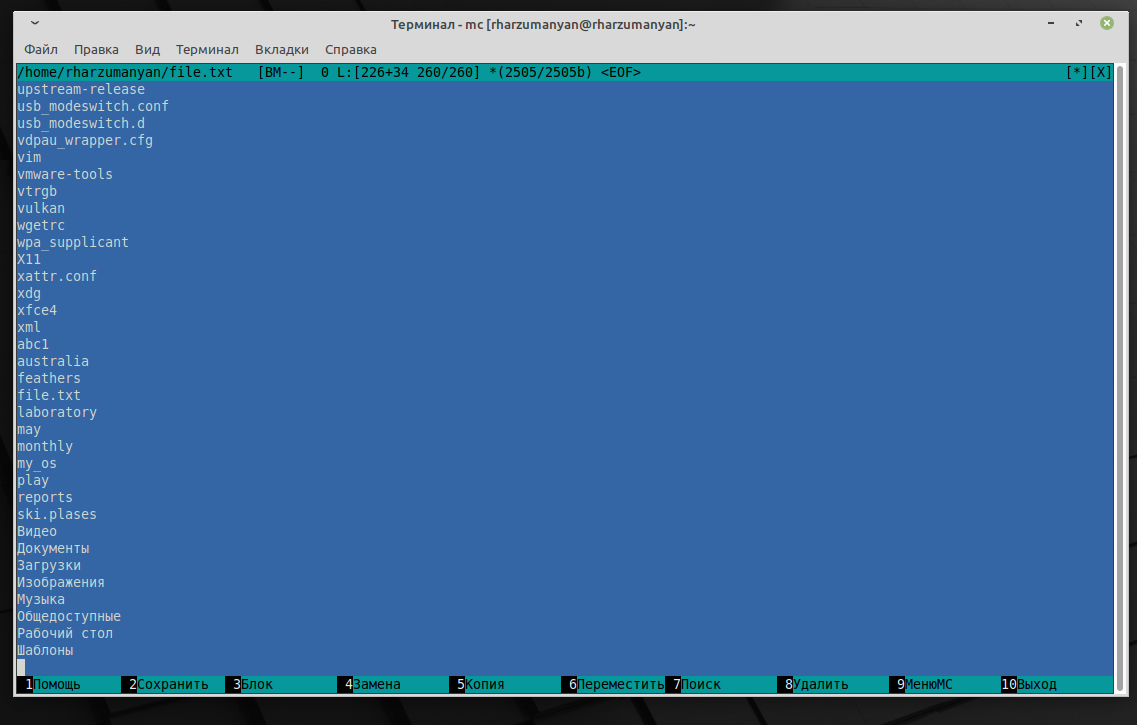 Терминал - mc [rharzumanyan@rharzumanyan]:~
Файл Правка Вид Терминал Вкладки Справка
/home/rharzumanyan/file.txt [BM--] 0 L:[226+34 260/260] *(2505/2505b) <EOF> [*][X]
upstream-release
usb_modeswitch.conf
usb_modeswitch.d
vdpau_wrapper.cfg
vim
vmware-tools
vtrgb
vulkan
wgetrc
wpa_supplicant
X11
xattr.conf
xdg
xfce4
xml
abc1
australia
feathers
file.txt
laboratory
may
monthly
my_os
play
reports
ski.plases
Видео
Документы
Загрузки
Изображения
Музыка
Общедоступные
Рабочий стол
Шаблоны
1Помощь 2Сохранить 3Блок 4Замена 5Копия 6Переместить 7Поиск 8Удалить 9МенюMC 10Выход